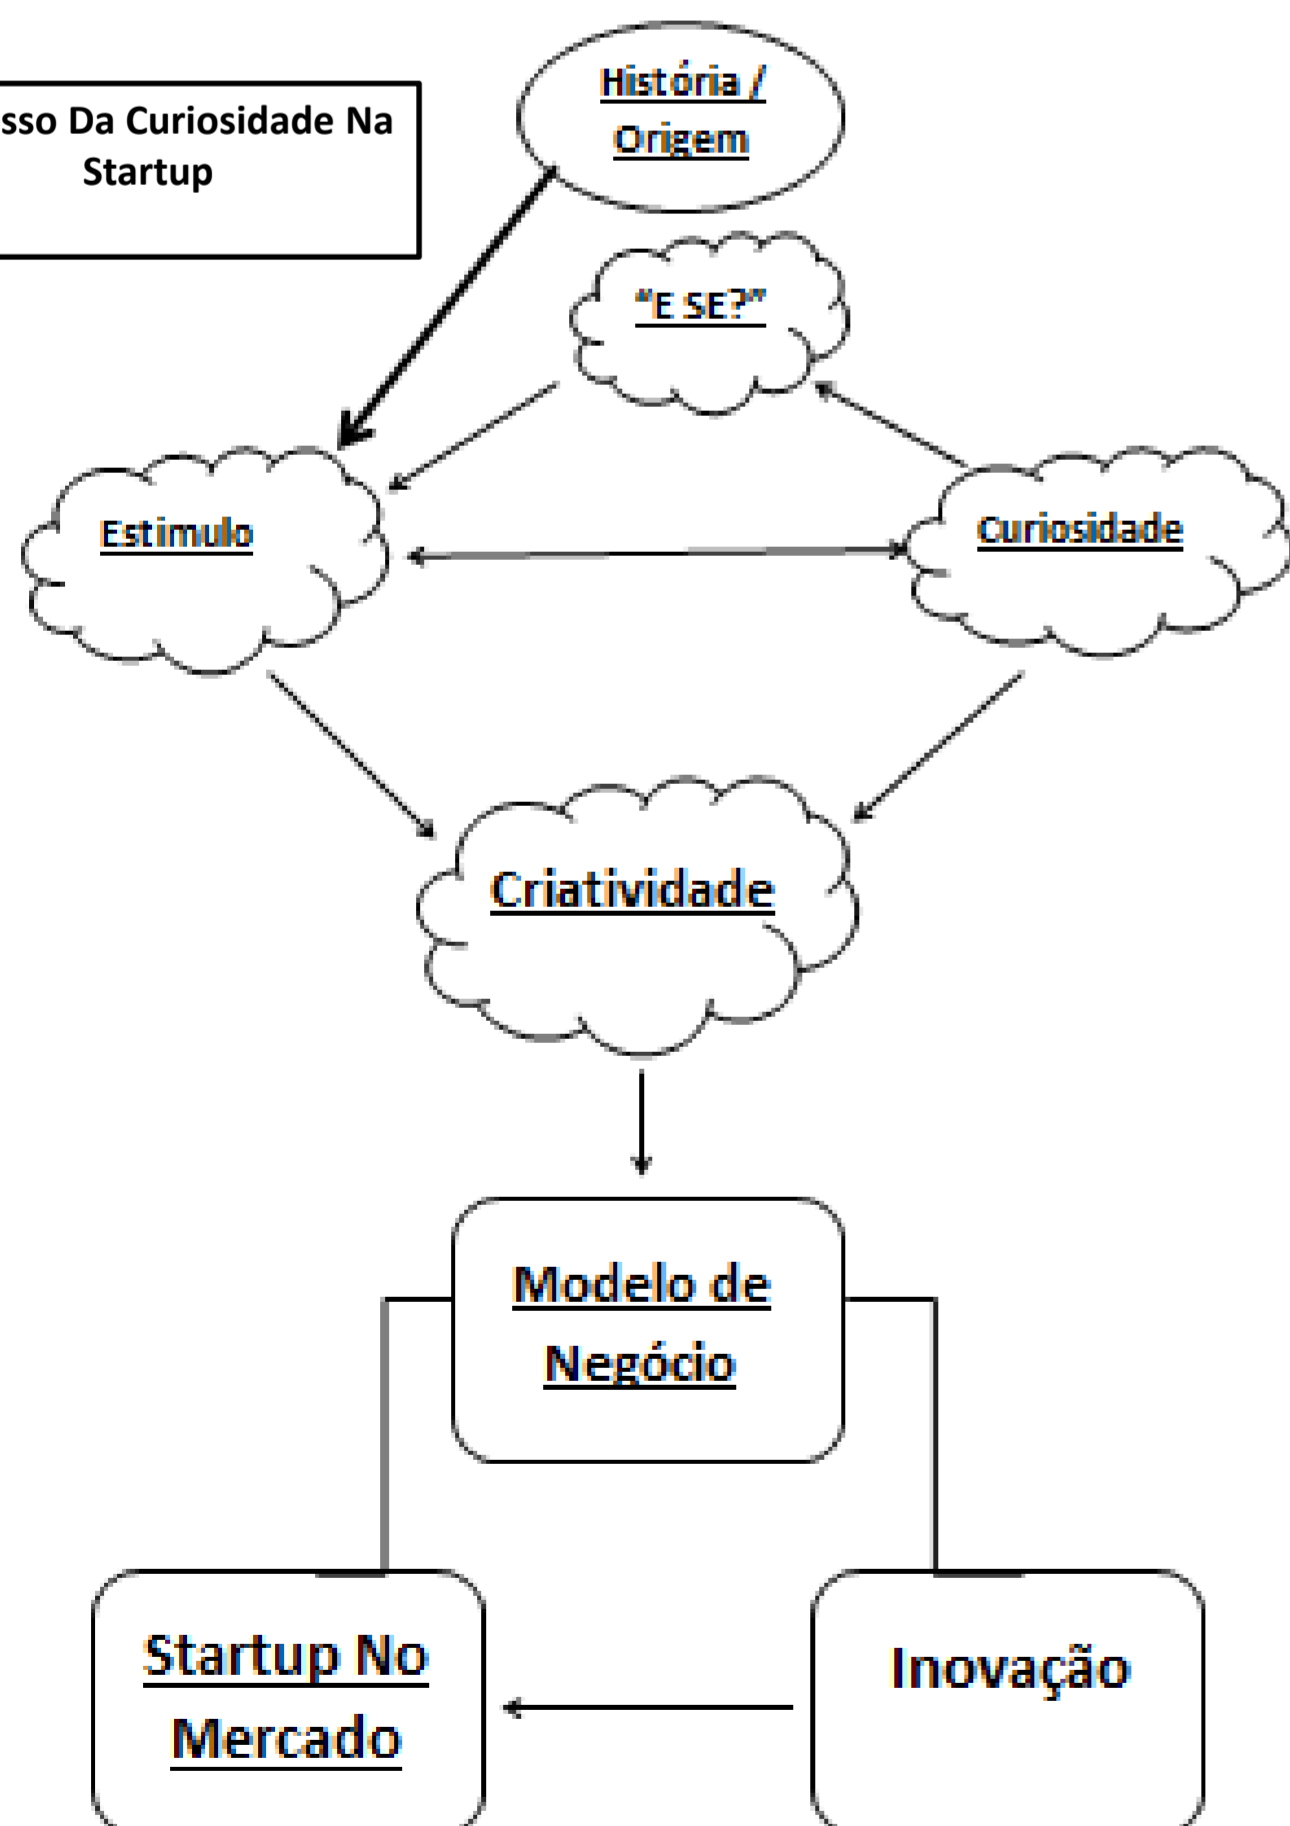 sso Da Curiosidade Na
Startup
História /
Origem
“E SE?”
Estimulo
Curiosidade
Criatividade
Modelo de
Negócio
Startup No
Mercado
Inovação